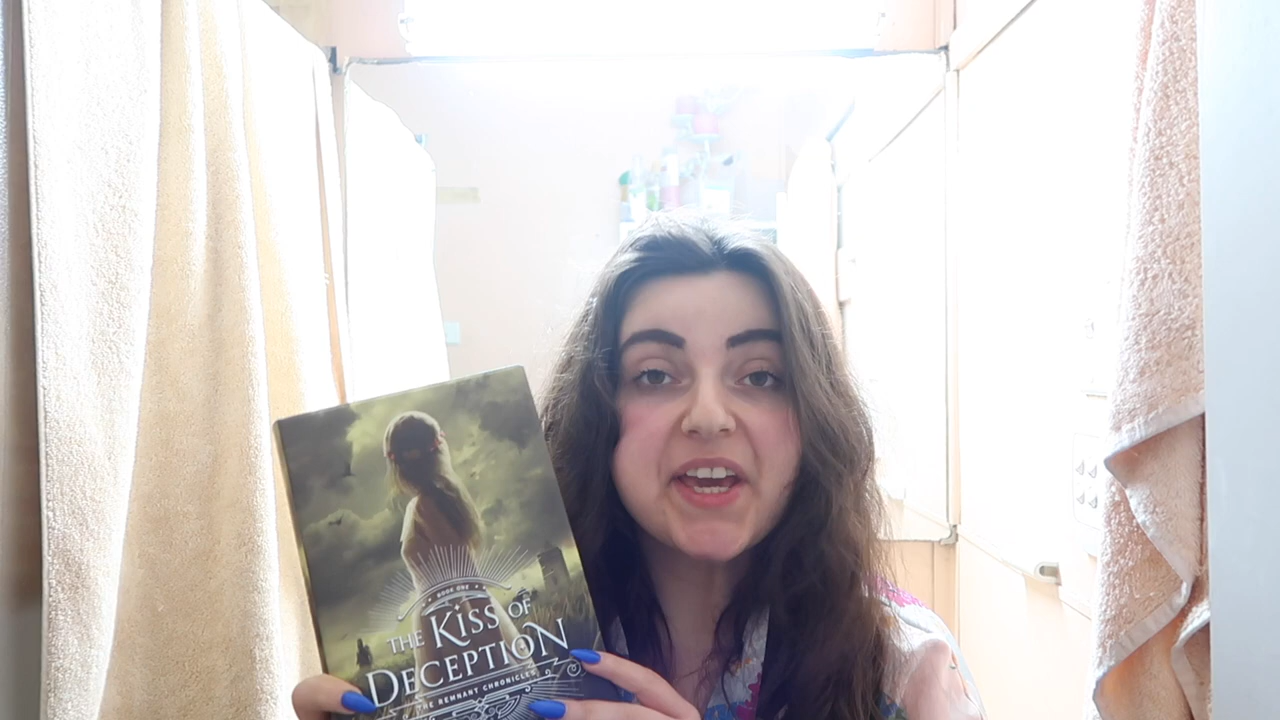 BOOK ONE
THE KISS OF
DECEPTION
THE REMNANT CHRONICLES